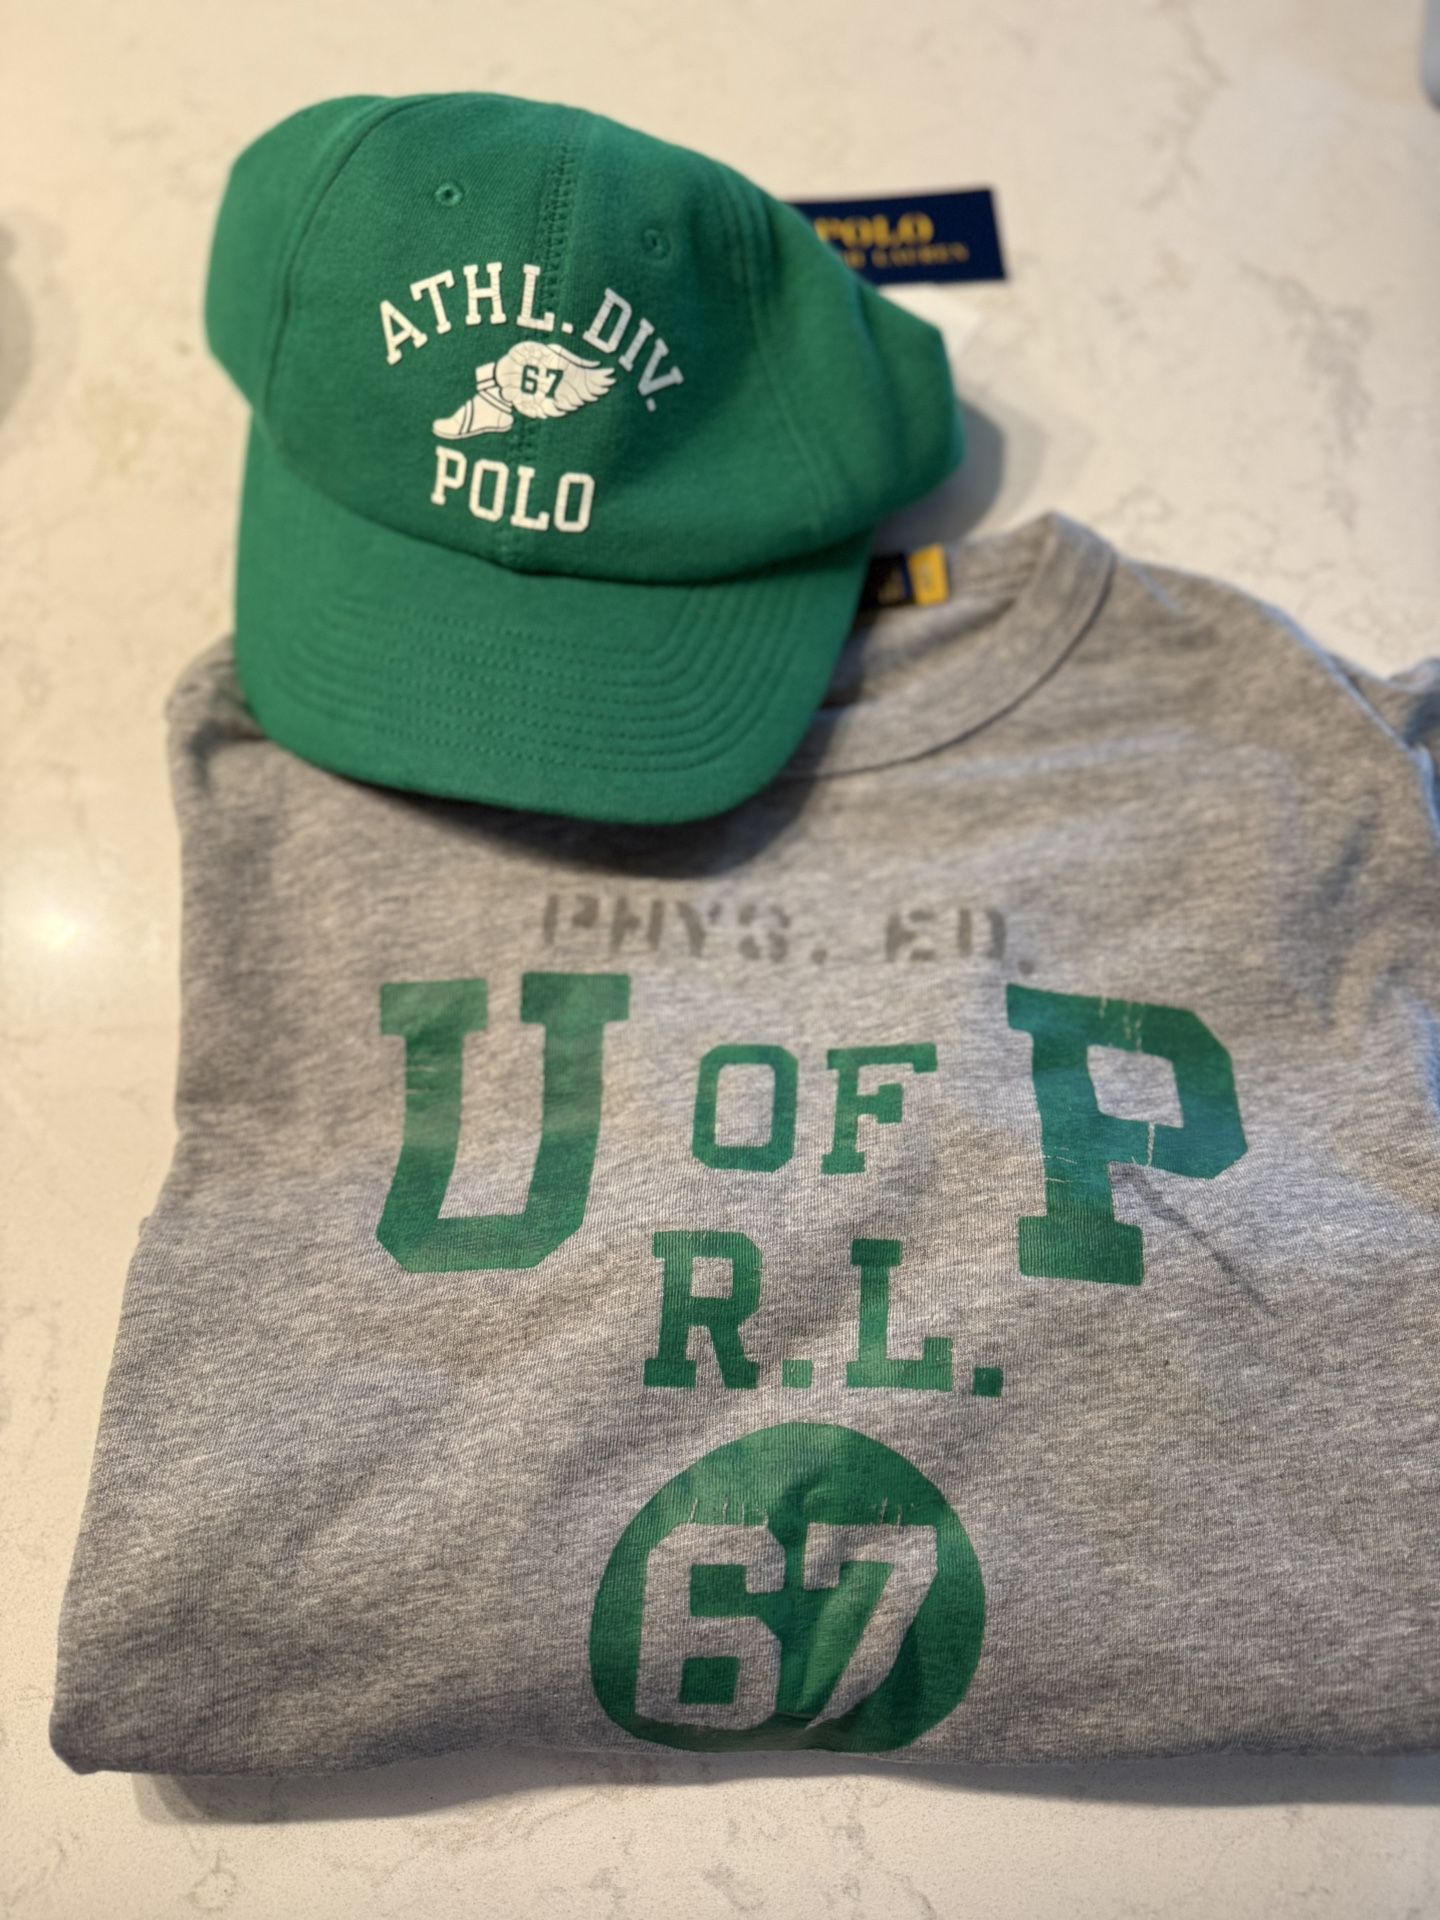 ATHL. DIV.
67
POLO
POLO
PHYS. ED.
U OF P
R.L.
67